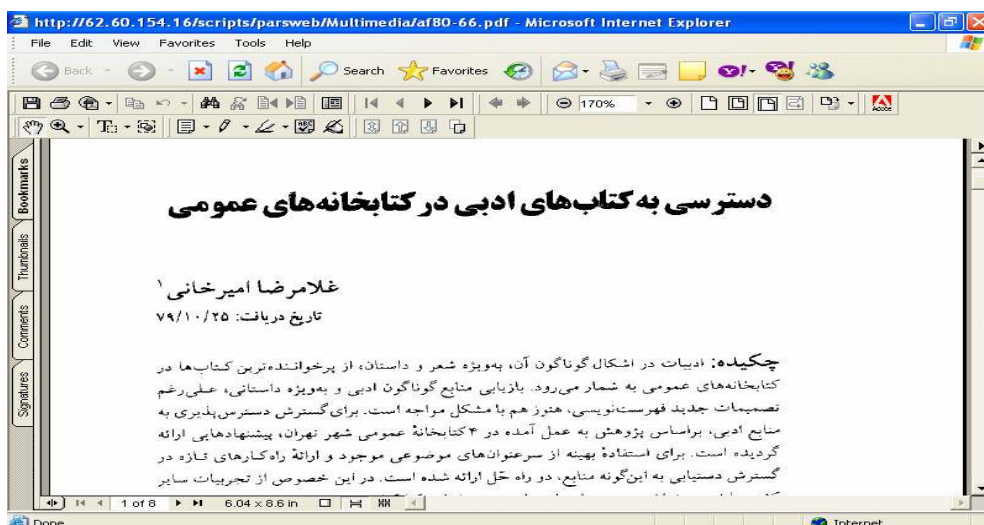 http://62.60.154.16/scripts/parsweb/Multimedia/af80-66.pdf - Microsoft Internet Explorer
File Edit View Favorites Tools Help
Back Search Favorites
170%
Adobe
Bookmarks
Thumbnails
Comments
Signatures
دسترسی به کتاب‌های ادبی در کتابخانه‌های عمومی
غلامرضا امیرخانی۱
تاریخ دریافت: ۷۹/۱۰/۲۵
چکیده: ادبیات در اشکال گوناگون آن، به‌ویژه شعر و داستان، از پرخواننده‌ترین کتاب‌ها در
کتابخانه‌های عمومی به شمار می‌رود. بازیابی منابع گوناگون ادبی و به‌ویژه داستانی، علی‌رغم
تصمیمات جدید فهرست‌نویسی، هنوز هم با مشکل مواجه است. برای گسترش دسترس‌پذیری به
منابع ادبی، براساس پژوهش به عمل آمده در ۴ کتابخانهٔ عمومی شهر تهران، پیشنهادهایی ارائه
گردیده است. برای استفادهٔ بهینه از سرعنوان‌های موضوعی موجود و ارائهٔ راه‌کارهای تازه در
گسترش دستیابی به این‌گونه منابع، دو راه حَل ارائه شده است. در این خصوص از تجربیات سایر
1 of 8 6.04 x 8.6 in
Done Internet